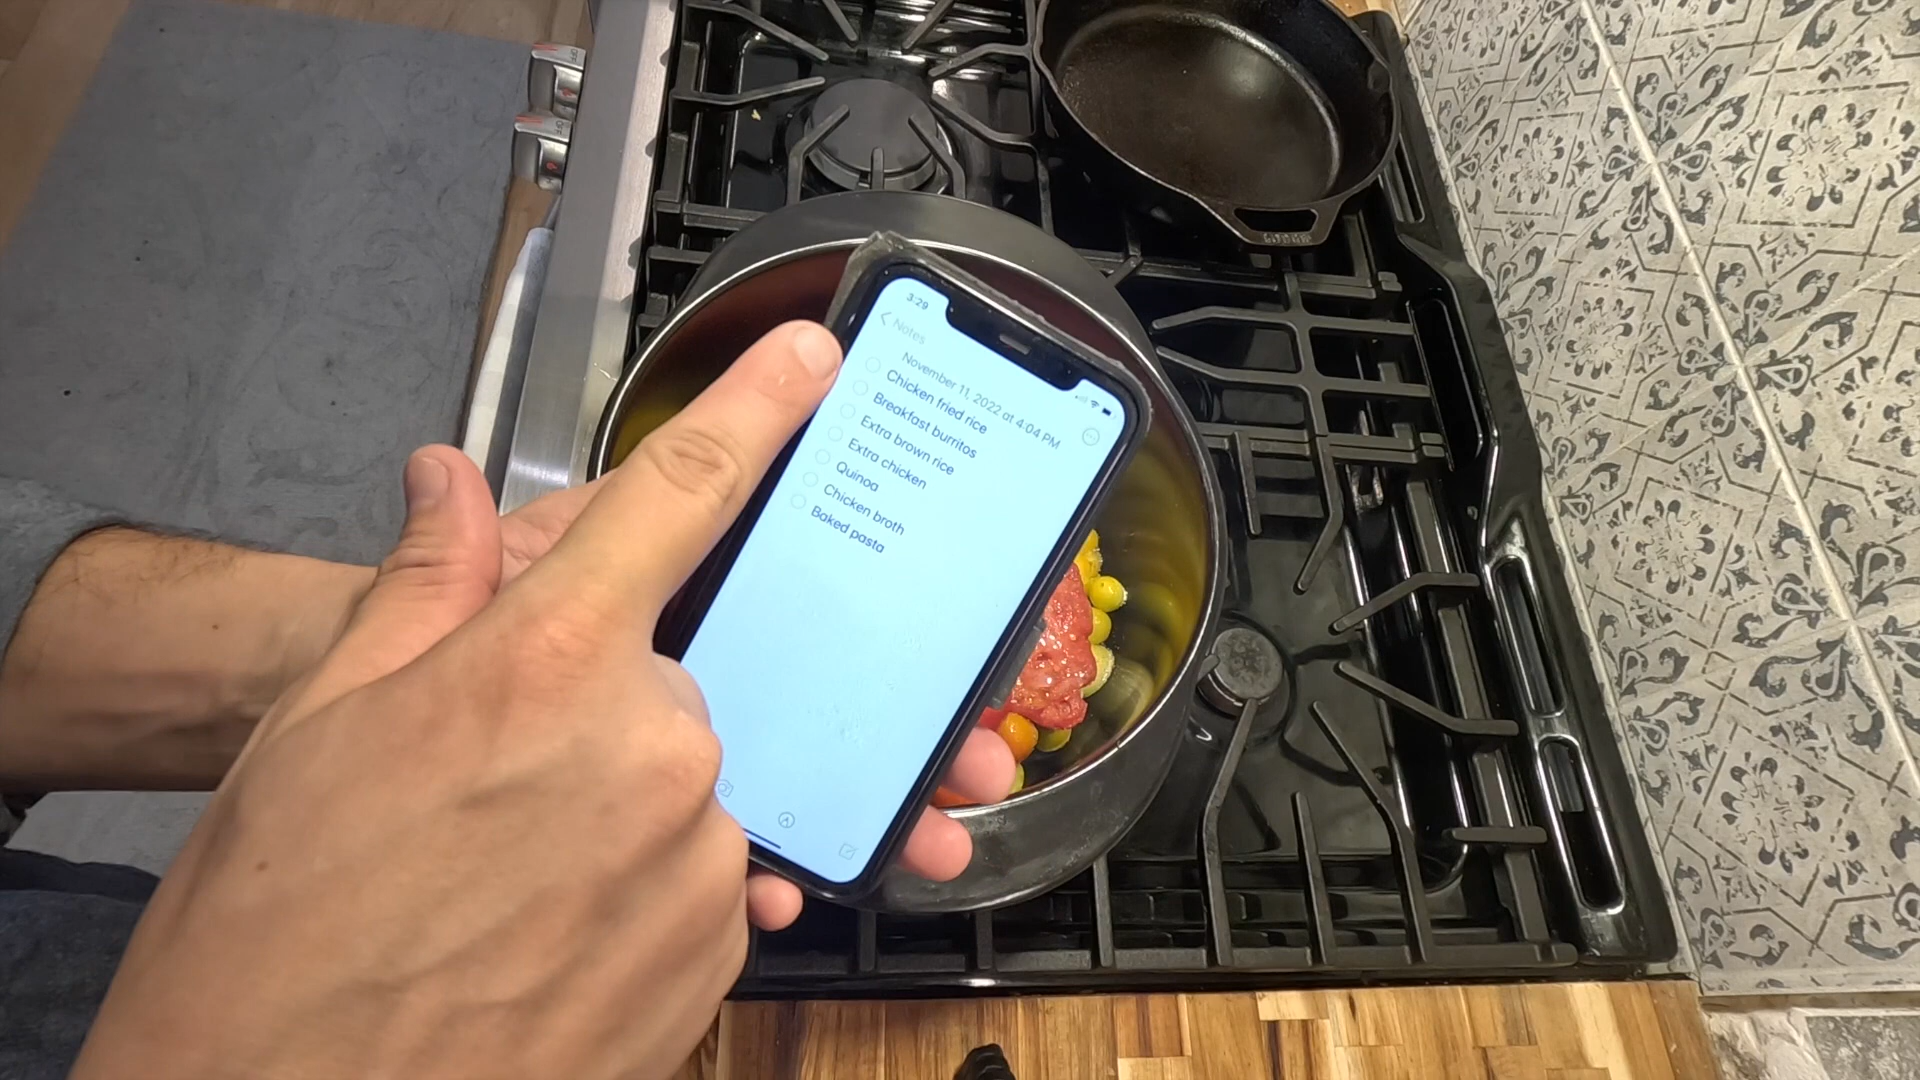 3:29
Notes
November 11, 2022 at 4:04 PM
Chicken fried rice
Breakfast burritos
Extra brown rice
Extra chicken
Quinoa
Chicken broth
Baked pasta